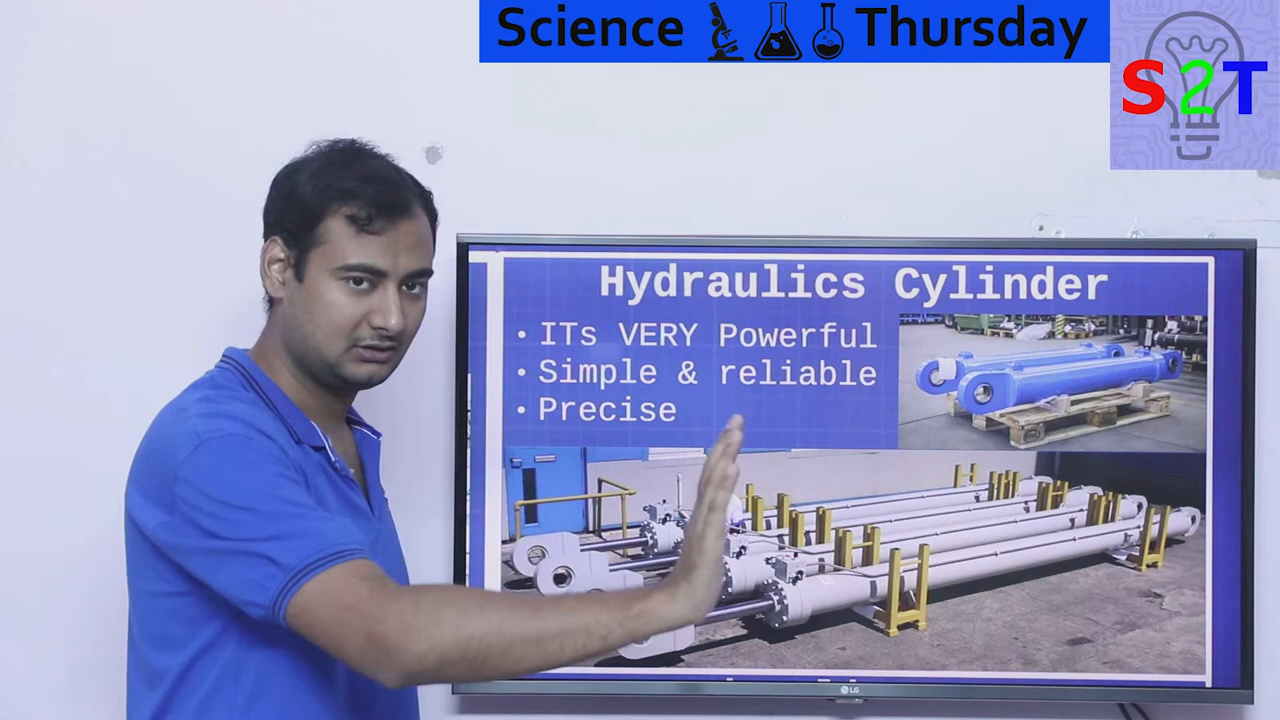 Science Thursday
S2T
Hydraulics Cylinder
• ITs VERY Powerful
• Simple & reliable
• Precise
LG